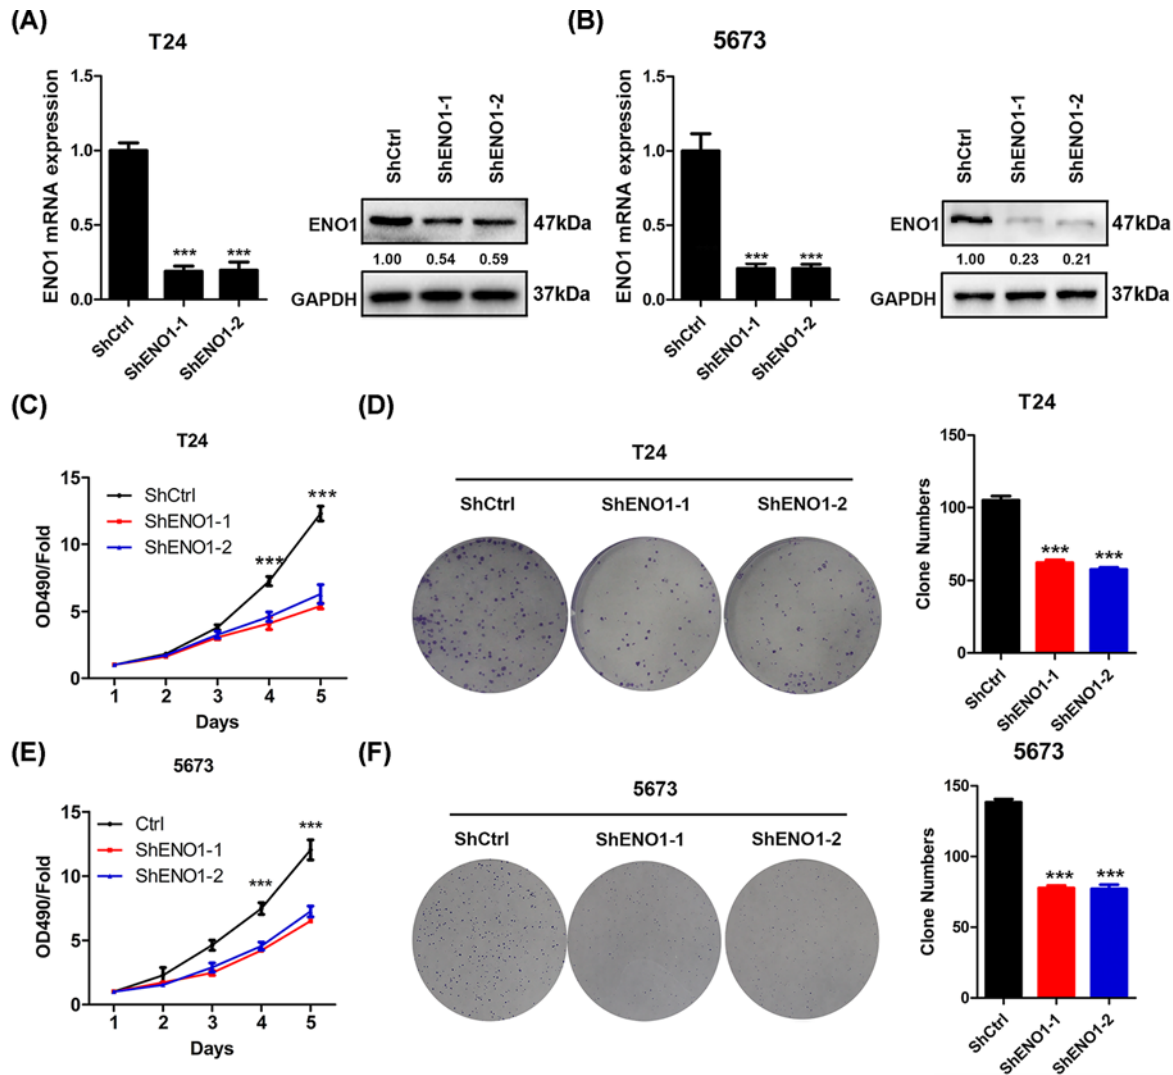 (A)
T24
ENO1 mRNA expression
1.5
1.0
0.5
0.0
*** ***
ShCtrl
ShENO1-1
ShENO1-2
ShCtrl
ShENO1-1
ShENO1-2
ENO1
47kDa
1.00 0.54 0.59
GAPDH
37kDa
(B)
5673
ENO1 mRNA expression
1.5
1.0
0.5
0.0
*** ***
ShCtrl
ShENO1-1
ShENO1-2
ShCtrl
ShENO1-1
ShENO1-2
ENO1
47kDa
1.00 0.23 0.21
GAPDH
37kDa
(C)
T24
OD490/Fold
15
10
5
0
ShCtrl
ShENO1-1
ShENO1-2
***
***
1 2 3 4 5
Days
(D)
T24
ShCtrl ShENO1-1 ShENO1-2
T24
Clone Numbers
150
100
50
0
*** ***
ShCtrl
ShENO1-1
ShENO1-2
(E)
5673
OD490/Fold
15
10
5
0
Ctrl
ShENO1-1
ShENO1-2
***
***
1 2 3 4 5
Days
(F)
5673
ShCtrl ShENO1-1 ShENO1-2
5673
Clone Numbers
150
100
50
0
*** ***
ShCtrl
ShENO1-1
ShENO1-2